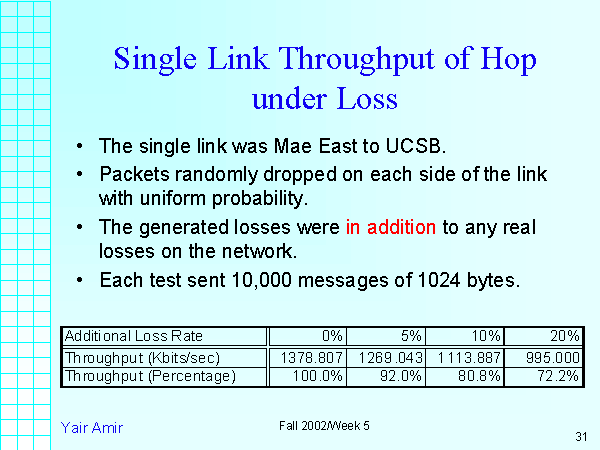 Single Link Throughput of Hop
under Loss
• The single link was Mae East to UCSB.
• Packets randomly dropped on each side of the link
with uniform probability.
• The generated losses were in addition to any real
losses on the network.
• Each test sent 10,000 messages of 1024 bytes.
Additional Loss Rate 0% 5% 10% 20%
Throughput (Kbits/sec) 1378.807 1269.043 1113.887 995.000
Throughput (Percentage) 100.0% 92.0% 80.8% 72.2%
Yair Amir Fall 2002/Week 5 31